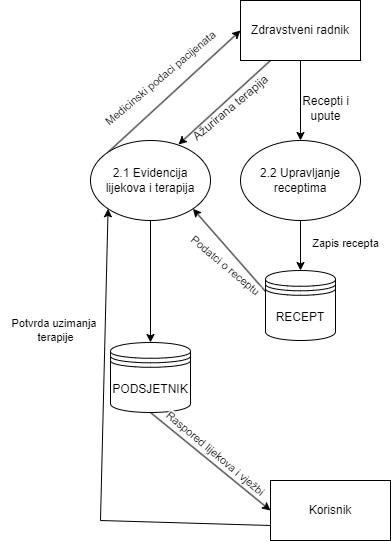 Zdravstveni radnik
Medicinski podaci pacijenata
Ažurirana terapija
Recepti i
upute
2.1 Evidencija
lijekova i terapija
2.2 Upravljanje
receptima
Zapis recepta
Podatci o receptu
RECEPT
Potvrda uzimanja
terapije
PODSJETNIK
Raspored lijekova i vježbi
Korisnik